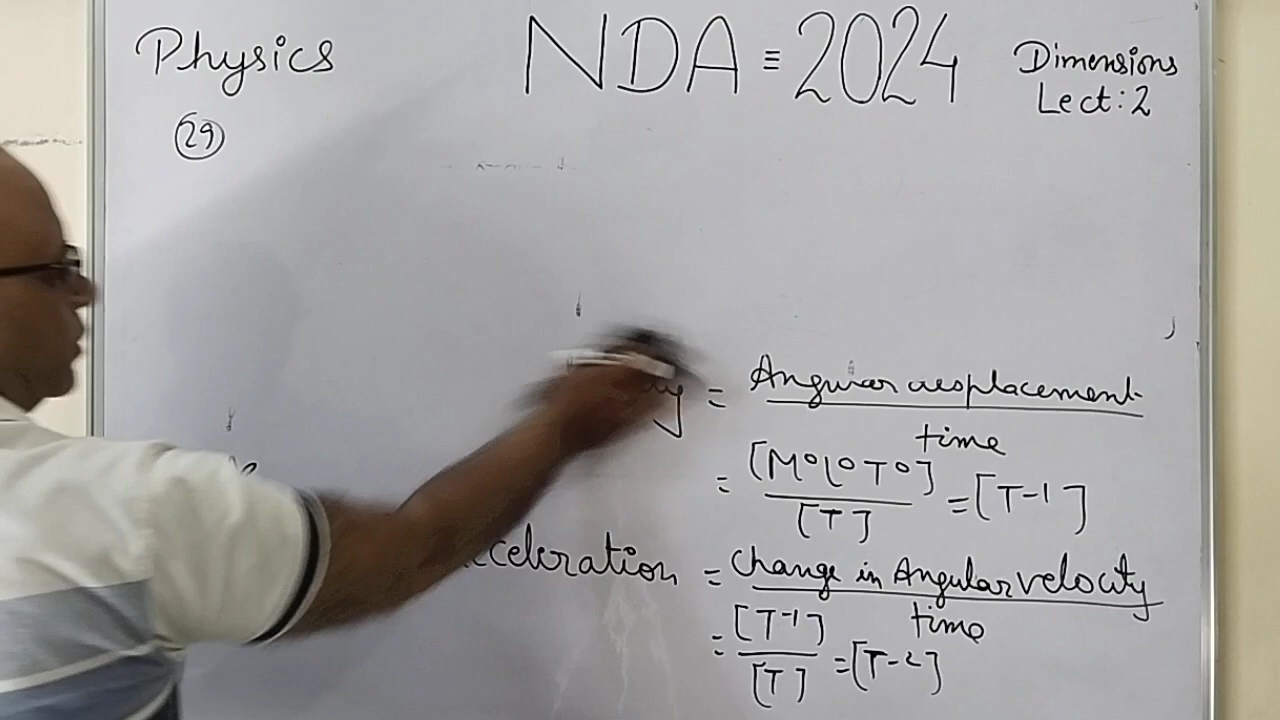 Physics
NDA = 2024
Dimensions
Lect: 2
29
= Angular displacement
time
= [M⁰L⁰T⁰] / [T] = [T-1]
cceleration = Change in Angular velocity
time
= [T-1] / [T] = [T-2]